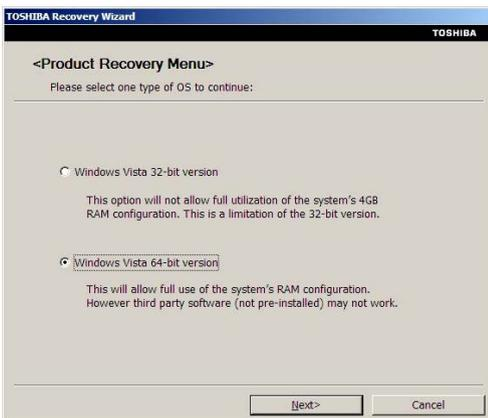 TOSHIBA Recovery Wizard
TOSHIBA
<Product Recovery Menu>
Please select one type of OS to continue:
Windows Vista 32-bit version
This option will not allow full utilization of the system's 4GB
RAM configuration. This is a limitation of the 32-bit version.
Windows Vista 64-bit version
This will allow full use of the system's RAM configuration.
However third party software (not pre-installed) may not work.
Next>
Cancel